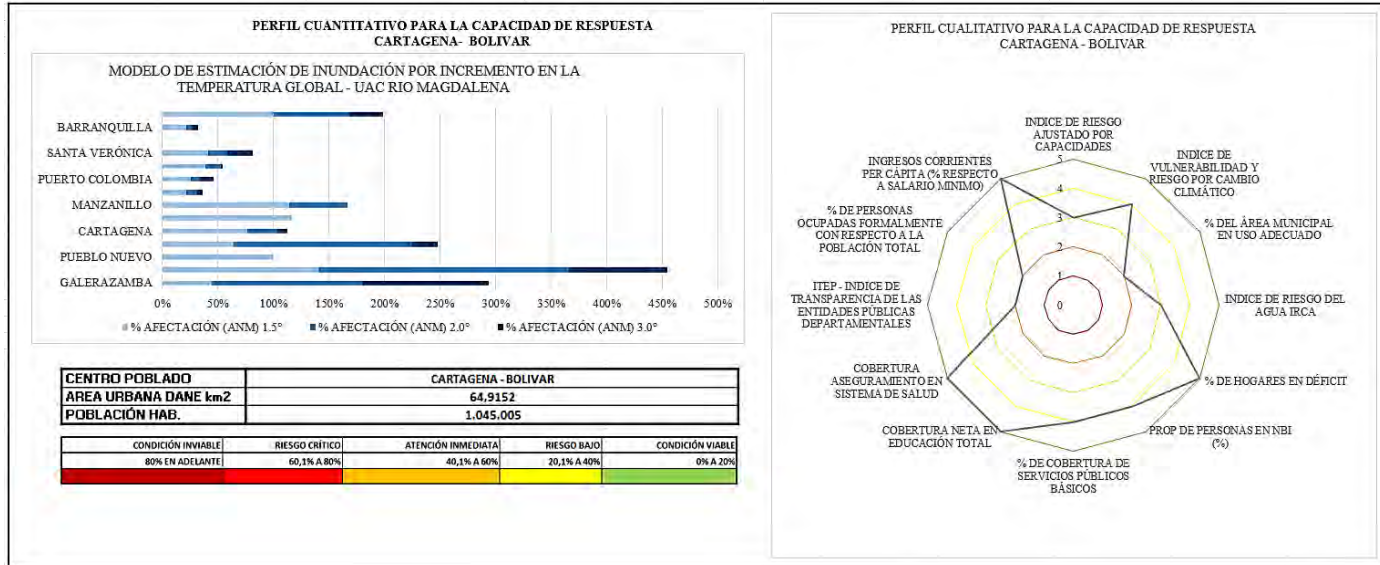 PERFIL CUANTITATIVO PARA LA CAPACIDAD DE RESPUESTA
CARTAGENA- BOLIVAR
MODELO DE ESTIMACIÓN DE INUNDACIÓN POR INCREMENTO EN LA
TEMPERATURA GLOBAL - UAC RIO MAGDALENA
BARRANQUILLA
SANTA VERÓNICA
PUERTO COLOMBIA
MANZANILLO
CARTAGENA
PUEBLO NUEVO
GALERAZAMBA
0% 50% 100% 150% 200% 250% 300% 350% 400% 450% 500%
% AFECTACIÓN (ANM) 1.5° % AFECTACIÓN (ANM) 2.0° % AFECTACIÓN (ANM) 3.0°
CENTRO POBLADO CARTAGENA - BOLIVAR
AREA URBANA DANE km2 64,9152
POBLACIÓN HAB. 1.045.005
CONDICIÓN INVIABLE RIESGO CRÍTICO ATENCIÓN INMEDIATA RIESGO BAJO CONDICIÓN VIABLE
80% EN ADELANTE 60,1% A 80% 40,1% A 60% 20,1% A 40% 0% A 20%
PERFIL CUALITATIVO PARA LA CAPACIDAD DE RESPUESTA
CARTAGENA - BOLIVAR
INDICE DE RIESGO
AJUSTADO POR
CAPACIDADES
INDICE DE
VULNERABILIDAD Y
RIESGO POR CAMBIO
CLIMÁTICO
% DEL ÁREA MUNICIPAL
EN USO ADECUADO
INDICE DE RIESGO DEL
AGUA IRCA
% DE HOGARES EN DÉFICIT
PROP DE PERSONAS EN NBI
(%)
% DE COBERTURA DE
SERVICIOS PÚBLICOS
BÁSICOS
COBERTURA NETA EN
EDUCACIÓN TOTAL
COBERTURA
ASEGURAMIENTO EN
SISTEMA DE SALUD
ITEP - INDICE DE
TRANSPARENCIA DE LAS
ENTIDADES PÚBLICAS
DEPARTAMENTALES
% DE PERSONAS
OCUPADAS FORMALMENTE
CON RESPECTO A LA
POBLACIÓN TOTAL
INGRESOS CORRIENTES
PER CÁPITA (% RESPECTO
A SALARIO MINIMO)
5
4
3
2
1
0